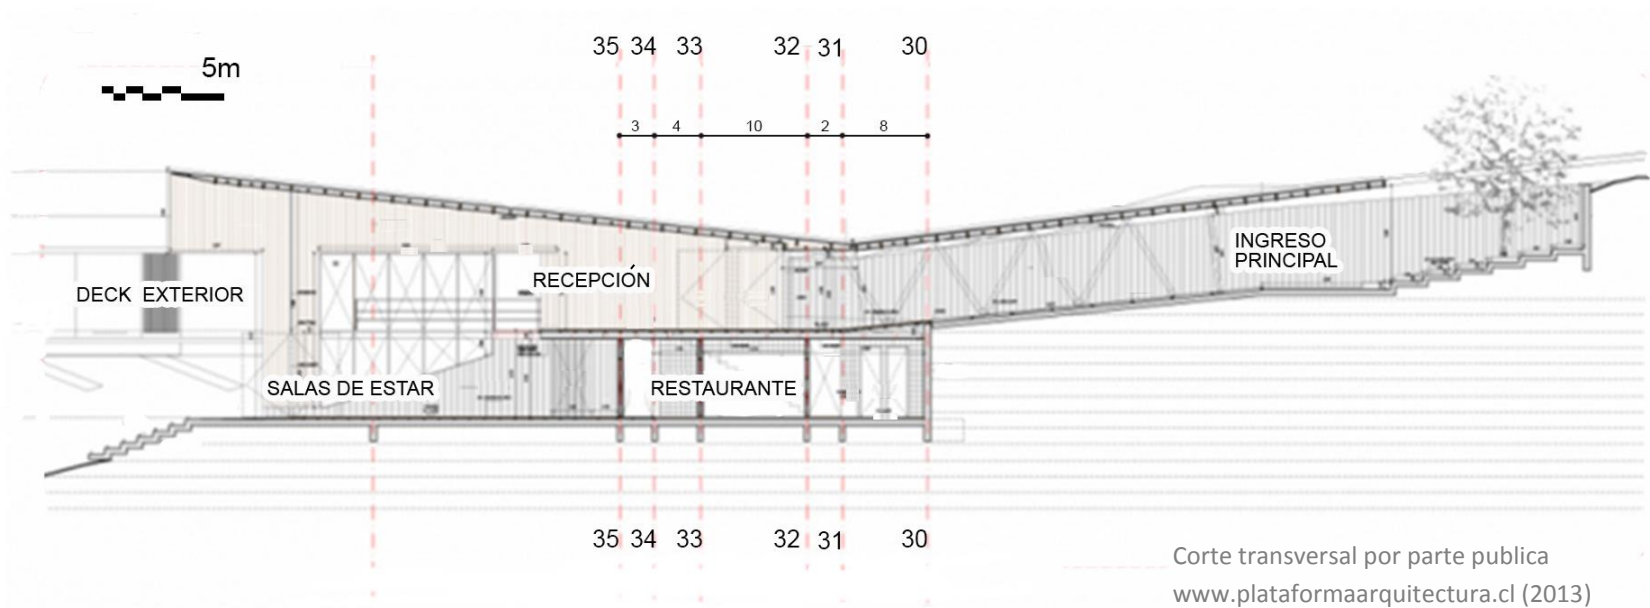 35 34 33 32 31 30
5m
3 4 10 2 8
INGRESO
PRINCIPAL
RECEPCIÓN
DECK EXTERIOR
SALAS DE ESTAR
RESTAURANTE
35 34 33 32 31 30
Corte transversal por parte publica
www.plataformaarquitectura.cl (2013)